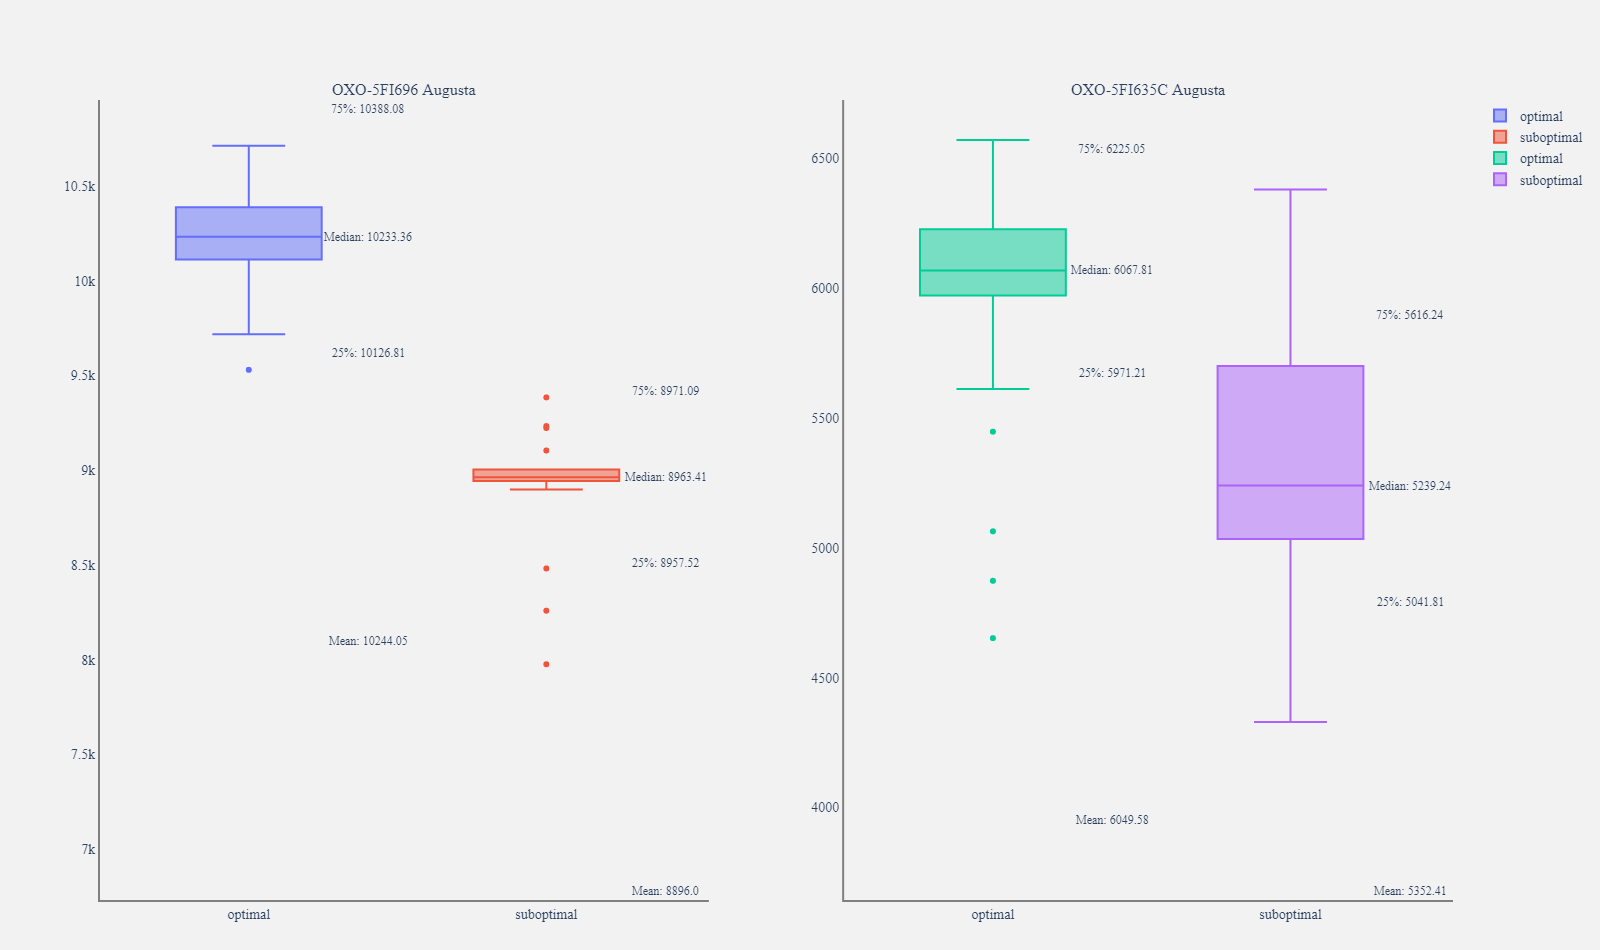 OXO-5FI696 Augusta
75%: 10388.08
10.5k
Median: 10233.36
10k
25%: 10126.81
9.5k
75%: 8971.09
9k
Median: 8963.41
8.5k
25%: 8957.52
Mean: 10244.05
8k
7.5k
7k
Mean: 8896.0
optimal
suboptimal
OXO-5FI635C Augusta
75%: 6225.05
6500
Median: 6067.81
6000
75%: 5616.24
25%: 5971.21
5500
Median: 5239.24
5000
25%: 5041.81
4500
4000
Mean: 6049.58
Mean: 5352.41
optimal
suboptimal
optimal
suboptimal
optimal
suboptimal